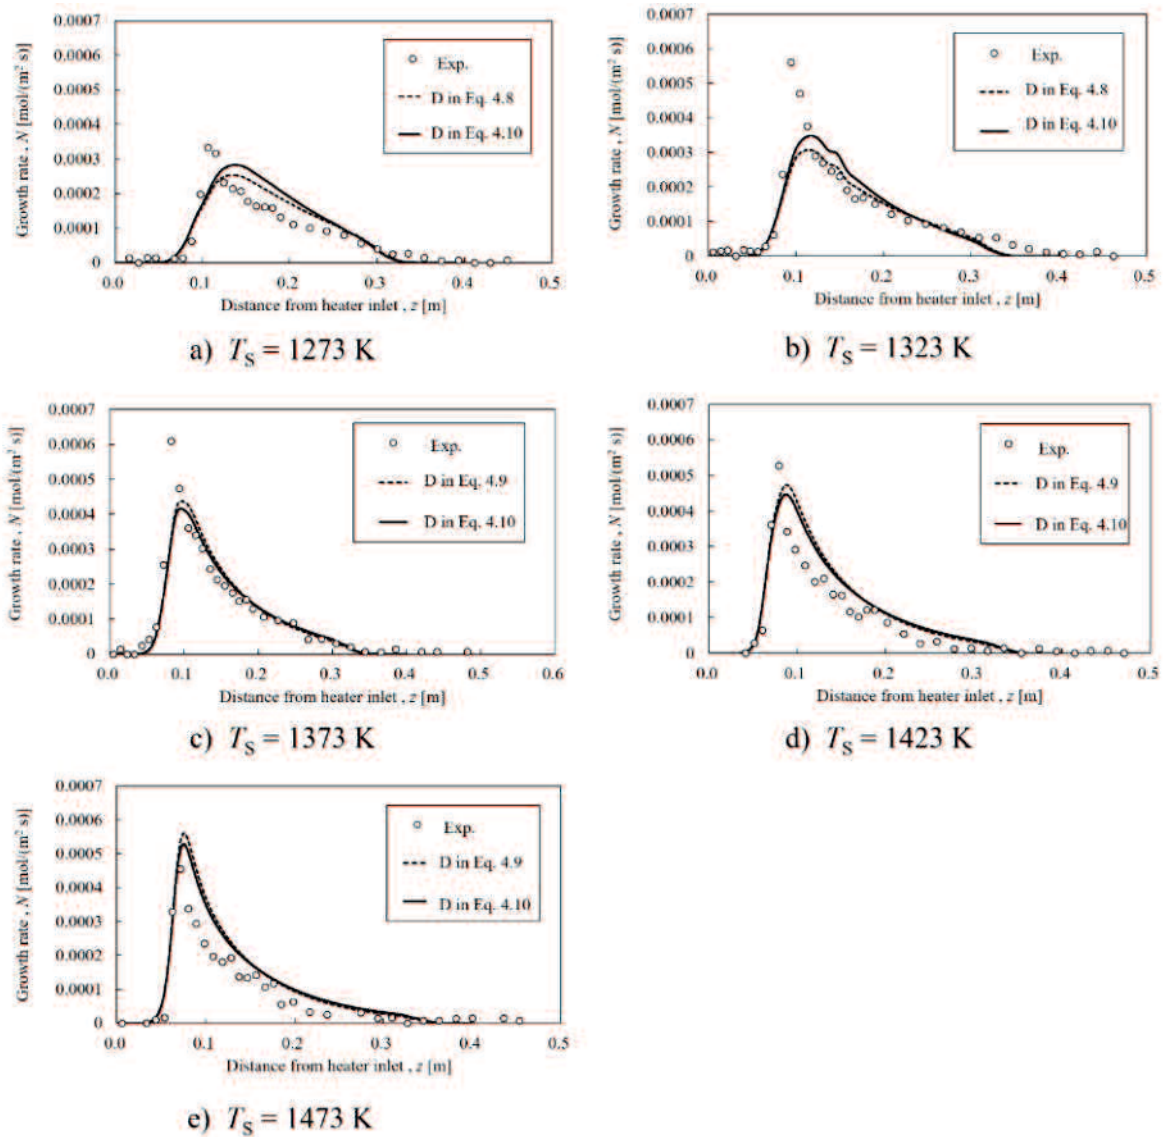 Growth rate , N [mol/(m² s)]
0.0007
0.0006
0.0005
0.0004
0.0003
0.0002
0.0001
0
0.0 0.1 0.2 0.3 0.4 0.5
Distance from heater inlet , z [m]
Exp.
D in Eq. 4.8
D in Eq. 4.10
a) T_S = 1273 K
Growth rate , N [mol/(m² s)]
0.0007
0.0006
0.0005
0.0004
0.0003
0.0002
0.0001
0
0.0 0.1 0.2 0.3 0.4 0.5
Distance from heater inlet , z [m]
Exp.
D in Eq. 4.8
D in Eq. 4.10
b) T_S = 1323 K
Growth rate , N [mol/(m² s)]
0.0007
0.0006
0.0005
0.0004
0.0003
0.0002
0.0001
0
0.0 0.1 0.2 0.3 0.4 0.5 0.6
Distance from heater inlet , z [m]
Exp.
D in Eq. 4.9
D in Eq. 4.10
c) T_S = 1373 K
Growth rate , N [mol/(m² s)]
0.0007
0.0006
0.0005
0.0004
0.0003
0.0002
0.0001
0
0.0 0.1 0.2 0.3 0.4 0.5
Distance from heater inlet , z [m]
Exp.
D in Eq. 4.9
D in Eq. 4.10
d) T_S = 1423 K
Growth rate , N [mol/(m² s)]
0.0007
0.0006
0.0005
0.0004
0.0003
0.0002
0.0001
0
0.0 0.1 0.2 0.3 0.4 0.5
Distance from heater inlet , z [m]
Exp.
D in Eq. 4.9
D in Eq. 4.10
e) T_S = 1473 K